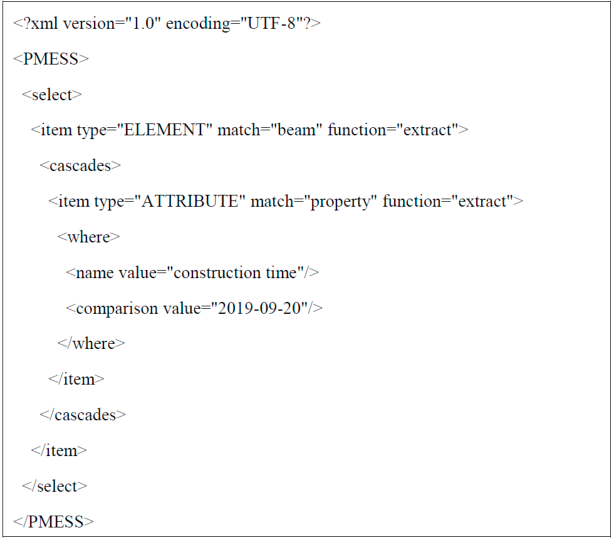 <?xml version="1.0" encoding="UTF-8"?>
<PMESS>
<select>
<item type="ELEMENT" match="beam" function="extract">
<cascades>
<item type="ATTRIBUTE" match="property" function="extract">
<where>
<name value="construction time"/>
<comparison value="2019-09-20"/>
</where>
</item>
</cascades>
</item>
</select>
</PMESS>